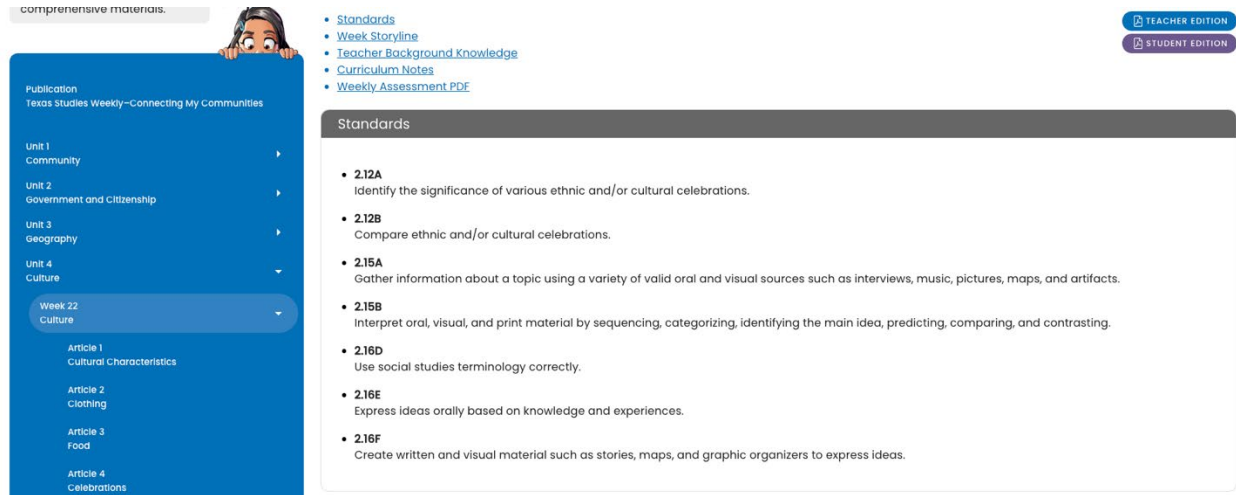 comprehensive materials.
Publication
Texas Studies Weekly–Connecting My Communities
Unit 1
Community
Unit 2
Government and Citizenship
Unit 3
Geography
Unit 4
Culture
Week 22
Culture
Article 1
Cultural Characteristics
Article 2
Clothing
Article 3
Food
Article 4
Celebrations
• Standards
• Week Storyline
• Teacher Background Knowledge
• Curriculum Notes
• Weekly Assessment PDF
TEACHER EDITION
STUDENT EDITION
Standards
• 2.12A
Identify the significance of various ethnic and/or cultural celebrations.
• 2.12B
Compare ethnic and/or cultural celebrations.
• 2.15A
Gather information about a topic using a variety of valid oral and visual sources such as interviews, music, pictures, maps, and artifacts.
• 2.15B
Interpret oral, visual, and print material by sequencing, categorizing, identifying the main idea, predicting, comparing, and contrasting.
• 2.16D
Use social studies terminology correctly.
• 2.16E
Express ideas orally based on knowledge and experiences.
• 2.16F
Create written and visual material such as stories, maps, and graphic organizers to express ideas.